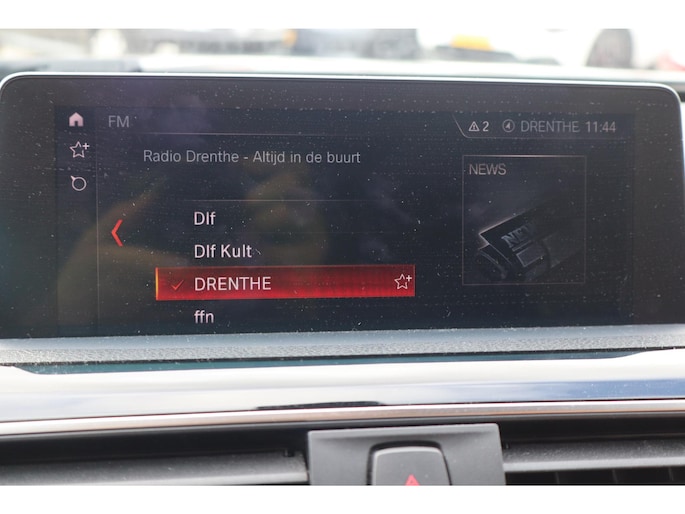 FM
2 DRENTHE 11:44
Radio Drenthe - Altijd in de buurt
NEWS
Dlf
Dlf Kult
DRENTHE
ffn